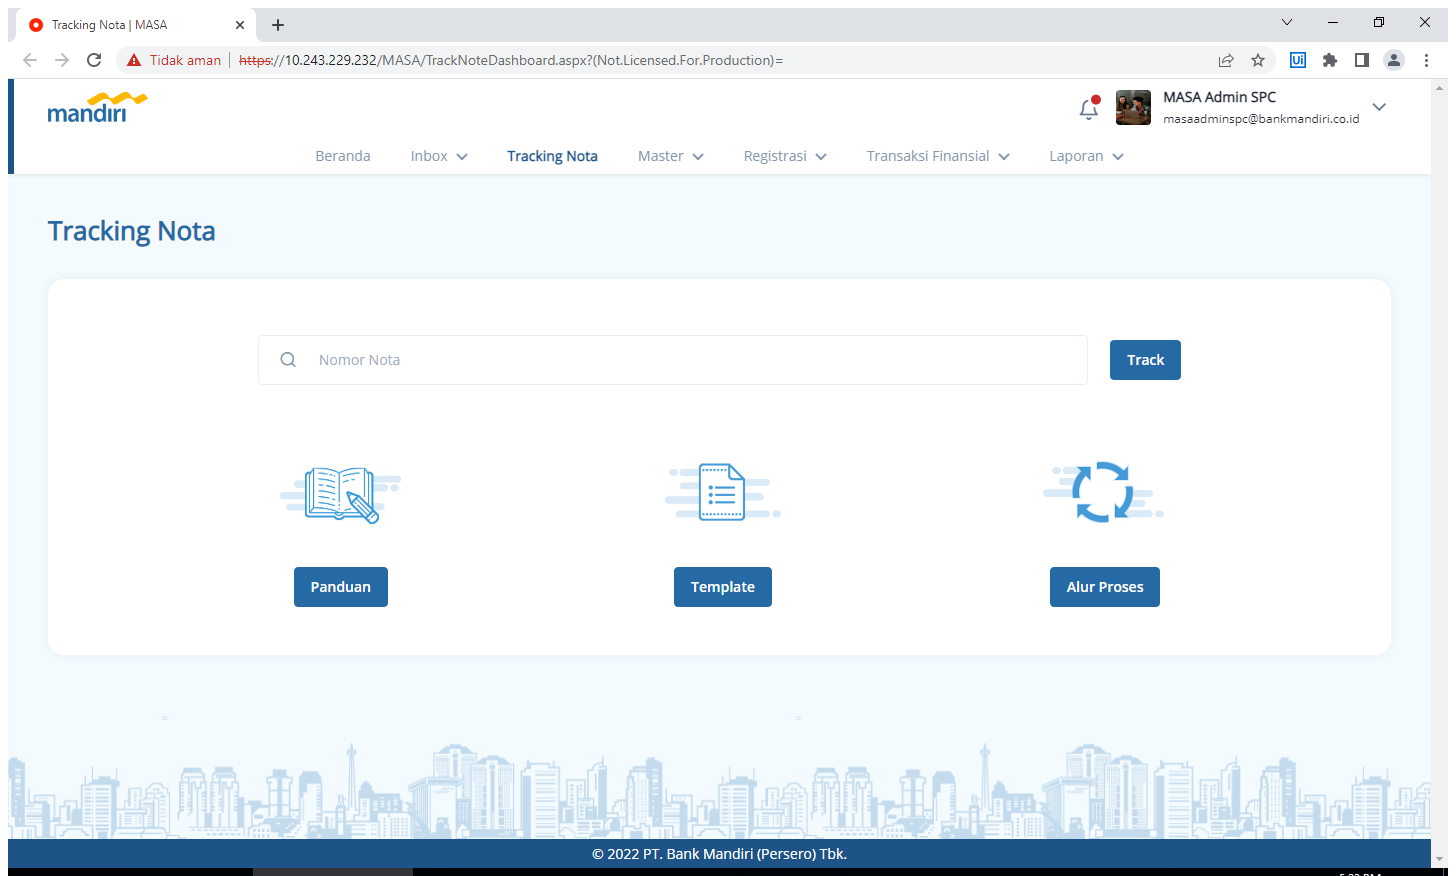 Tracking Nota | MASA
Tidak aman | https://10.243.229.232/MASA/TrackNoteDashboard.aspx?(Not.Licensed.For.Production)=
Ui
mandiri
MASA Admin SPC
masaadminspc@bankmandiri.co.id
Beranda Inbox Tracking Nota Master Registrasi Transaksi Finansial Laporan
Tracking Nota
Nomor Nota Track
Panduan Template Alur Proses
© 2022 PT. Bank Mandiri (Persero) Tbk.